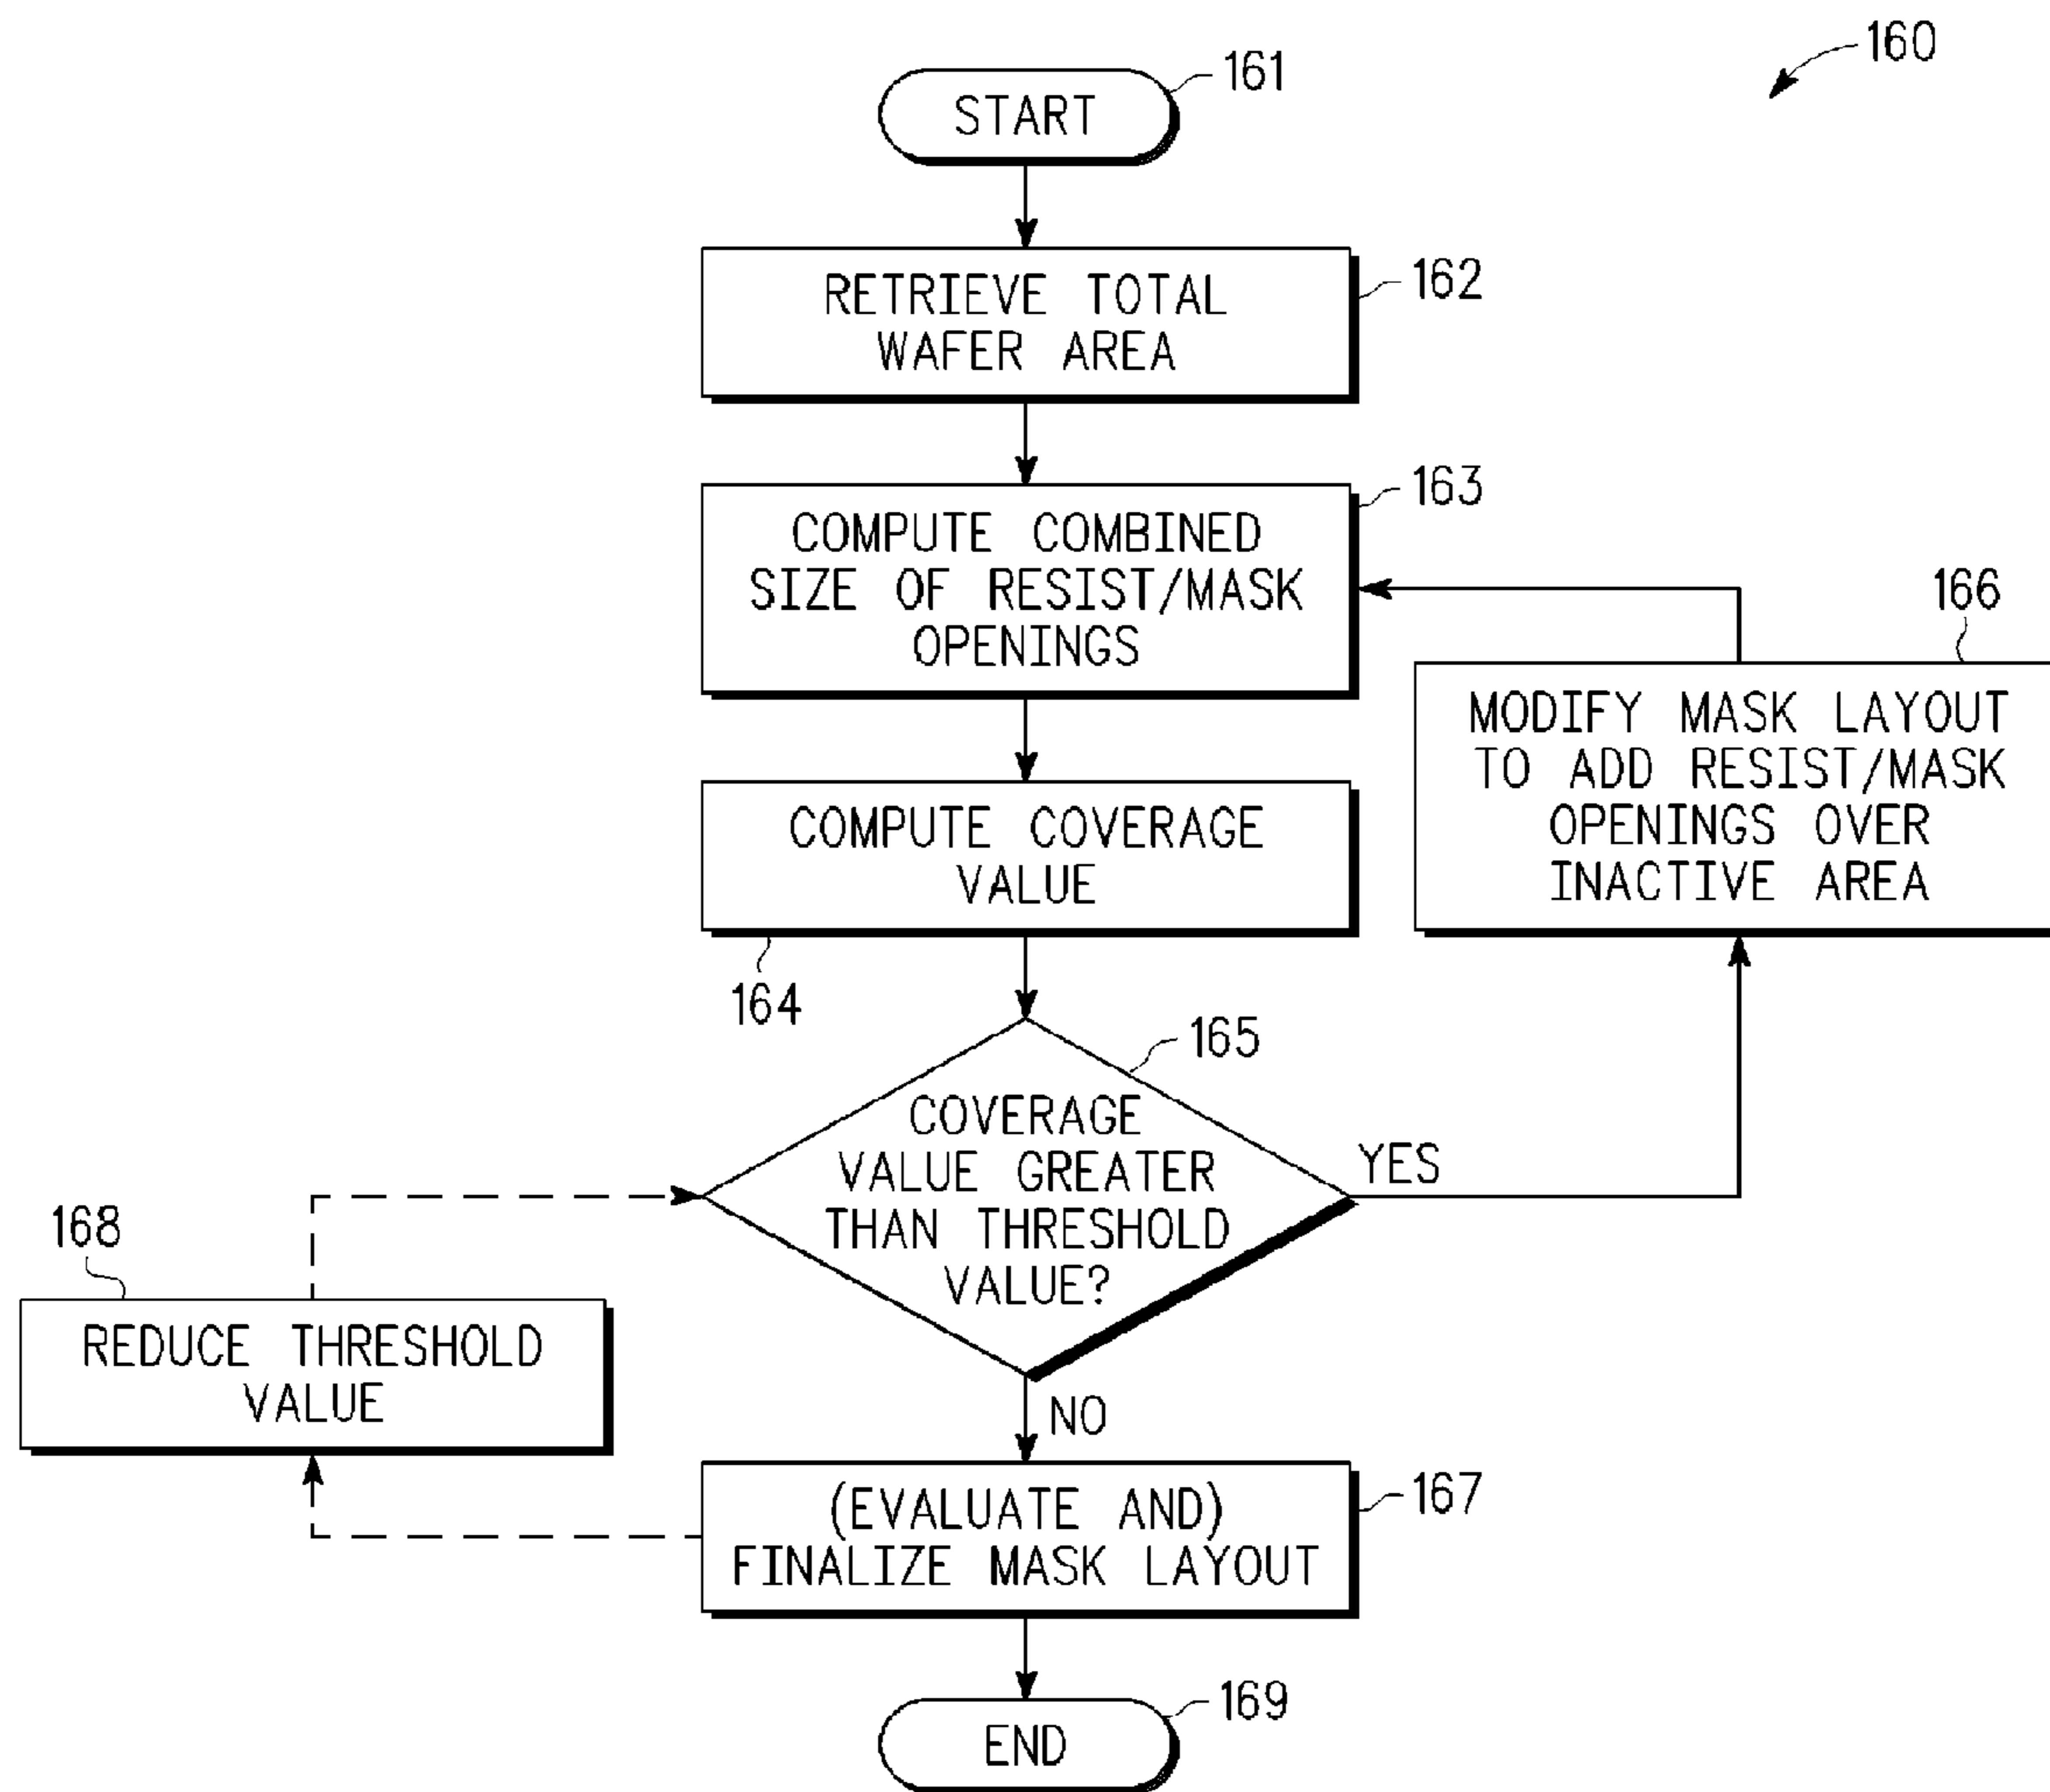 160
START
161
RETRIEVE TOTAL
WAFER AREA
162
COMPUTE COMBINED
SIZE OF RESIST/MASK
OPENINGS
163
COMPUTE COVERAGE
VALUE
164
COVERAGE
VALUE GREATER
THAN THRESHOLD
VALUE?
165
YES
MODIFY MASK LAYOUT
TO ADD RESIST/MASK
OPENINGS OVER
INACTIVE AREA
166
NO
(EVALUATE AND)
FINALIZE MASK LAYOUT
167
REDUCE THRESHOLD
VALUE
168
END
169